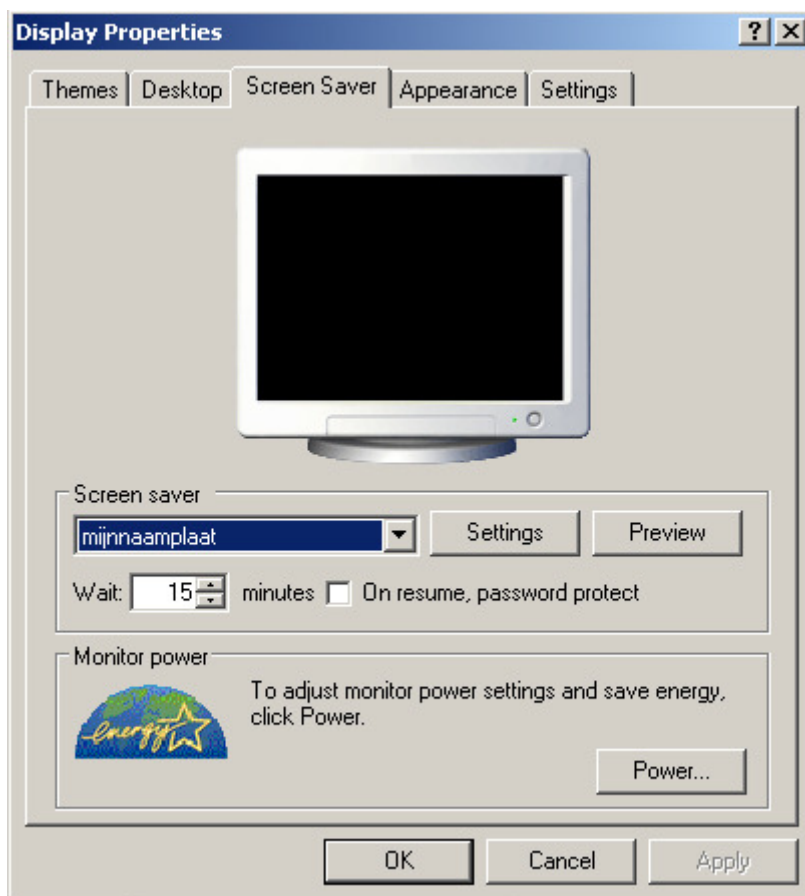 Display Properties
Themes Desktop Screen Saver Appearance Settings
Screen saver
mijnnaamplaat Settings Preview
Wait: 15 minutes On resume, password protect
Monitor power
To adjust monitor power settings and save energy,
click Power.
energy
Power...
OK Cancel Apply